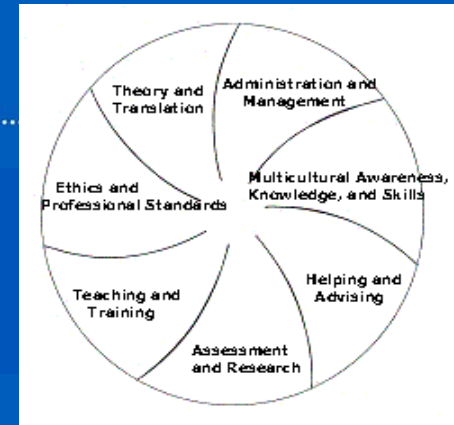 Theory and
Translation
Administration and
Management
Multicultural Awareness,
Knowledge, and Skills
Helping and
Advising
Assessment
and Research
Teaching and
Training
Ethics and
Professional Standards